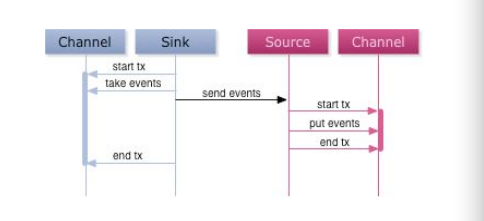 Channel Sink Source Channel
start tx
take events
send events
start tx
put events
end tx
end tx